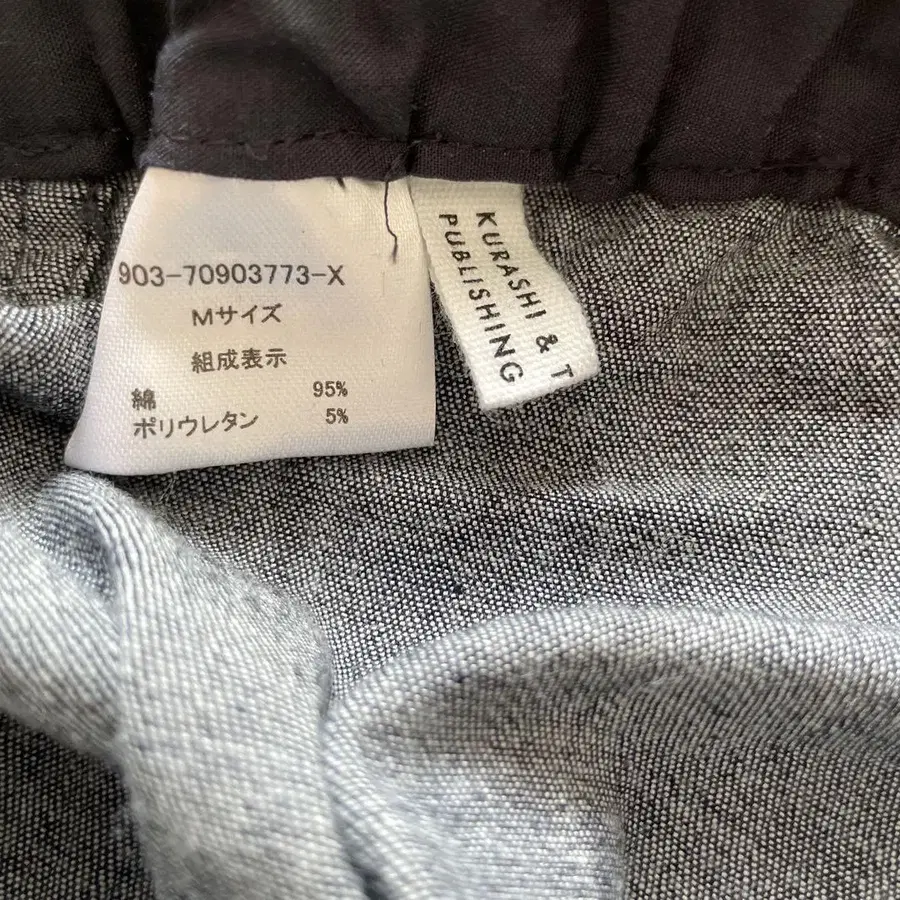 903-70903773-X
Mサイズ
組成表示
綿 95%
ポリウレタン 5%
KURASHI & T
PUBLISHING